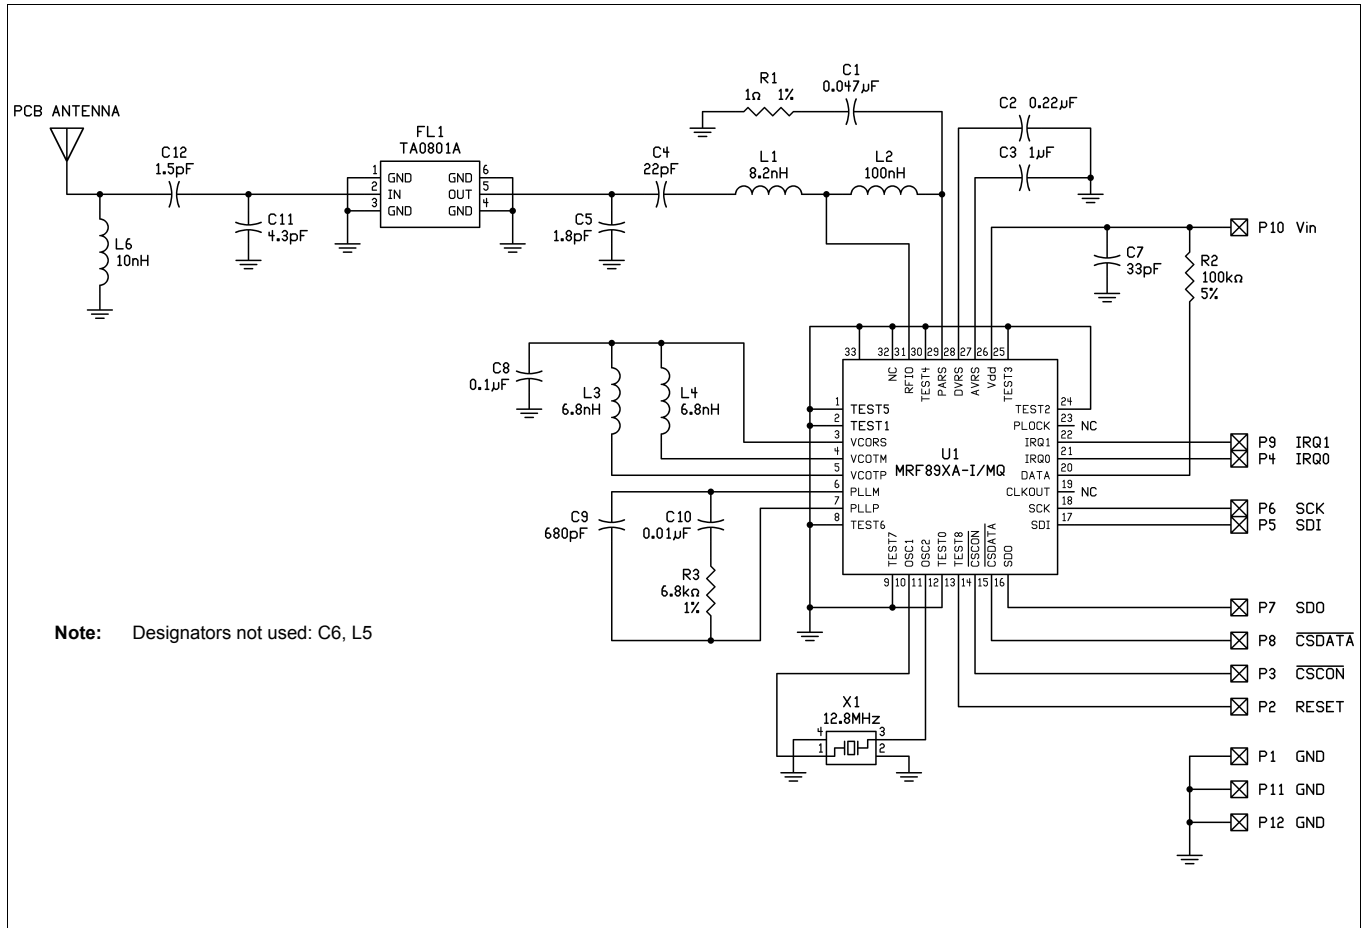 PCB ANTENNA
C12
1.5pF
L6
10nH
C11
4.3pF
FL1
TA0801A
1 GND GND 6
2 IN OUT 5
3 GND GND 4
C5
1.8pF
C4
22pF
L1
8.2nH
L2
100nH
R1
1Ω 1%
C1
0.047µF
C2 0.22µF
C3 1µF
P10 Vin
C7
33pF
R2
100kΩ
5%
C8
0.1µF
L3
6.8nH
L4
6.8nH
33 32 31 30 29 28 27 26 25
NC RFIO TEST4 PARS DVRS AVRS Vdd TEST3
1 TEST5
2 TEST1
3 VCORS
4 VCOTM
5 VCOTP
6 PLLM
7 PLLP
8 TEST6
U1
MRF89XA-I/MQ
TEST2 24
PLOCK 23 NC
IRQ1 22
IRQ0 21
DATA 20
CLKOUT 19 NC
SCK 18
SDI 17
TEST7 OSC1 OSC2 TEST0 TEST8 CSCON CSDATA SDO
9 10 11 12 13 14 15 16
P9 IRQ1
P4 IRQ0
P6 SCK
P5 SDI
C9
680pF
C10
0.01µF
R3
6.8kΩ
1%
Note: Designators not used: C6, L5
P7 SDO
P8 CSDATA
P3 CSCON
P2 RESET
X1
12.8MHz
4 3
1 2
P1 GND
P11 GND
P12 GND